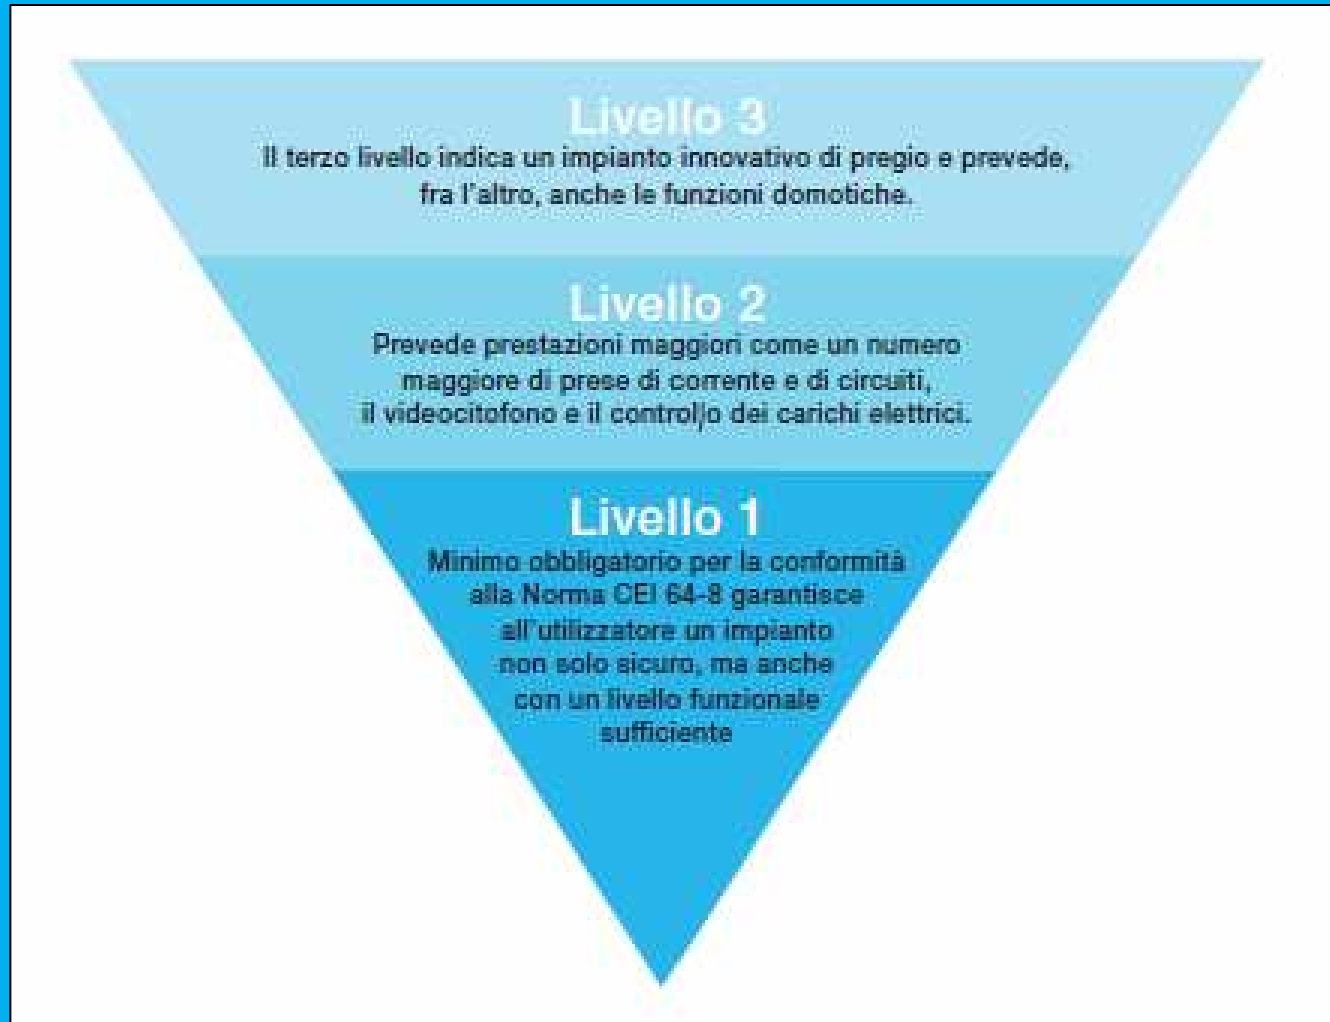 Livello 3
Il terzo livello indica un impianto innovativo di pregio e prevede,
fra l'altro, anche le funzioni domotiche.
Livello 2
Prevede prestazioni maggiori come un numero
maggiore di prese di corrente e di circuiti,
il videocitofono e il controllo dei carichi elettrici.
Livello 1
Minimo obbligatorio per la conformità
alla Norma CEI 64-8 garantisce
all'utilizzatore un impianto
non solo sicuro, ma anche
con un livello funzionale
sufficiente